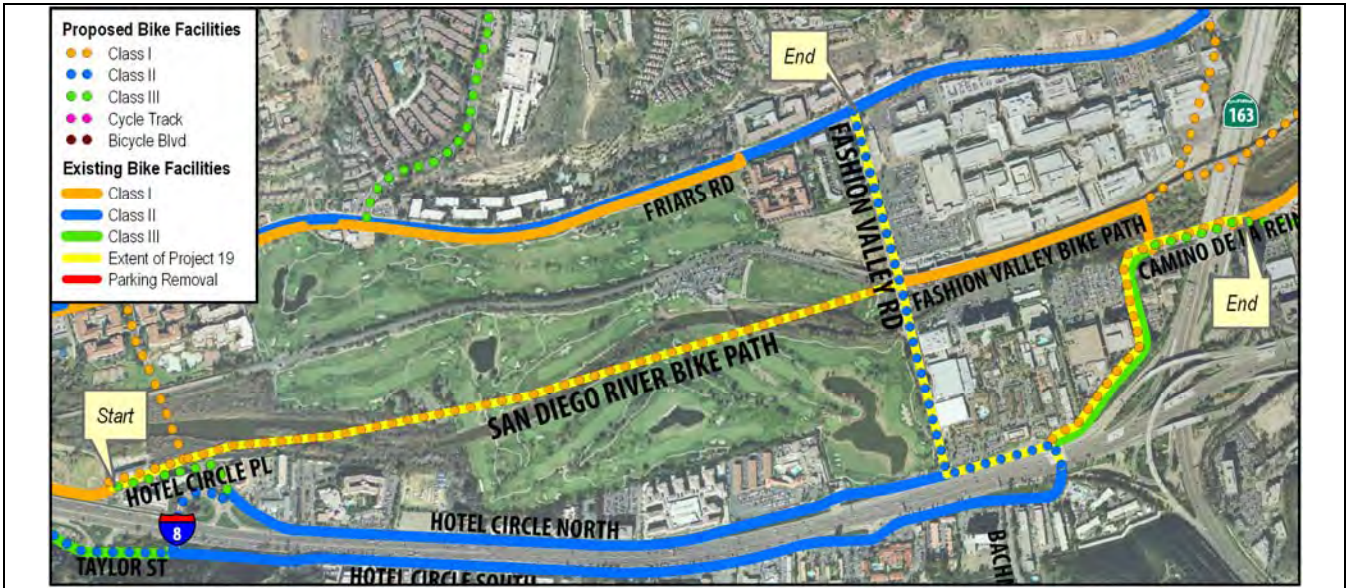 Proposed Bike Facilities
Class I
Class II
Class III
Cycle Track
Bicycle Blvd
Existing Bike Facilities
Class I
Class II
Class III
Extent of Project 19
Parking Removal
End
163
FASHION VALLEY RD
FRIARS RD
FASHION VALLEY BIKE PATH
CAMINO DE LA REIN
End
SAN DIEGO RIVER BIKE PATH
Start
HOTEL CIRCLE PL
8
HOTEL CIRCLE NORTH
TAYLOR ST
HOTEL CIRCLE SOUTH
BACH